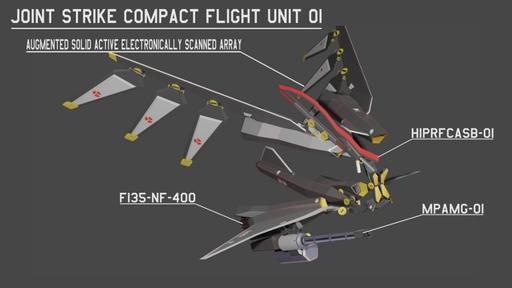 JOINT STRIKE COMPACT FLIGHT UNIT 01
AUGMENTED SOLID ACTIVE ELECTRONICALLY SCANNED ARRAY
HIPRFCASB-01
F135-NF-400
MPAMG-01